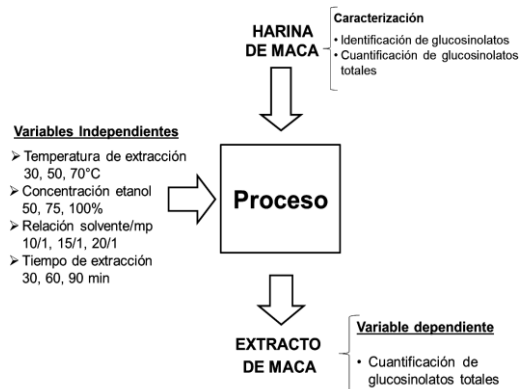 HARINA
DE MACA
Caracterización
• Identificación de glucosinolatos
• Cuantificación de glucosinolatos
totales
Variables Independientes
➢ Temperatura de extracción
30, 50, 70°C
➢ Concentración etanol
50, 75, 100%
➢ Relación solvente/mp
10/1, 15/1, 20/1
➢ Tiempo de extracción
30, 60, 90 min
Proceso
EXTRACTO
DE MACA
Variable dependiente
• Cuantificación de
glucosinolatos totales